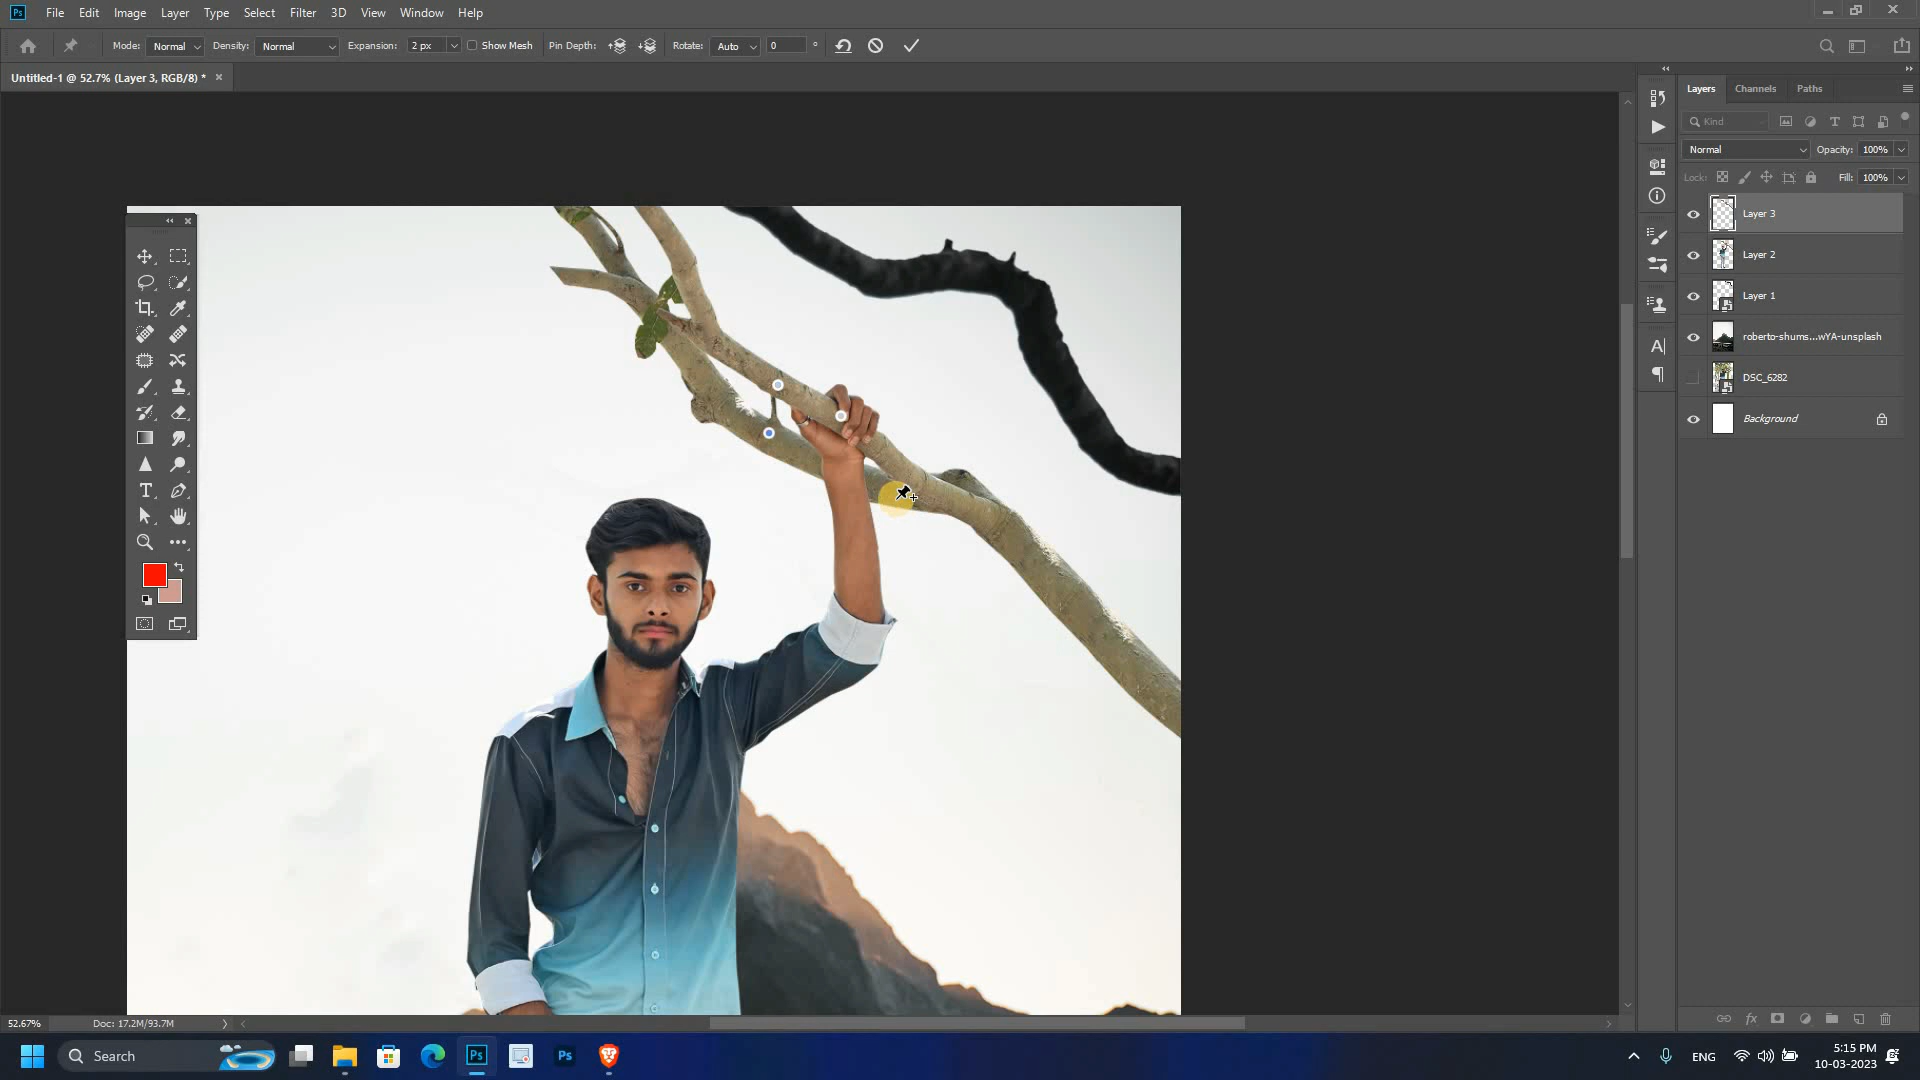 Ps File Edit Image Layer Type Select Filter 3D View Window Help
Mode: Normal Density: Normal Expansion: 2 px Show Mesh Pin Depth: Rotate: Auto 0 °
Untitled-1 @ 52.7% (Layer 3, RGB/8) * ×
Layers Channels Paths
Kind
Normal Opacity: 100%
Lock: Fill: 100%
Layer 3
Layer 2
Layer 1
roberto-shums...wYA-unsplash
DSC_6282
Background
52.67% Doc: 17.2M/93.7M
Search Ps Ps ENG 5:15 PM
10-03-2023